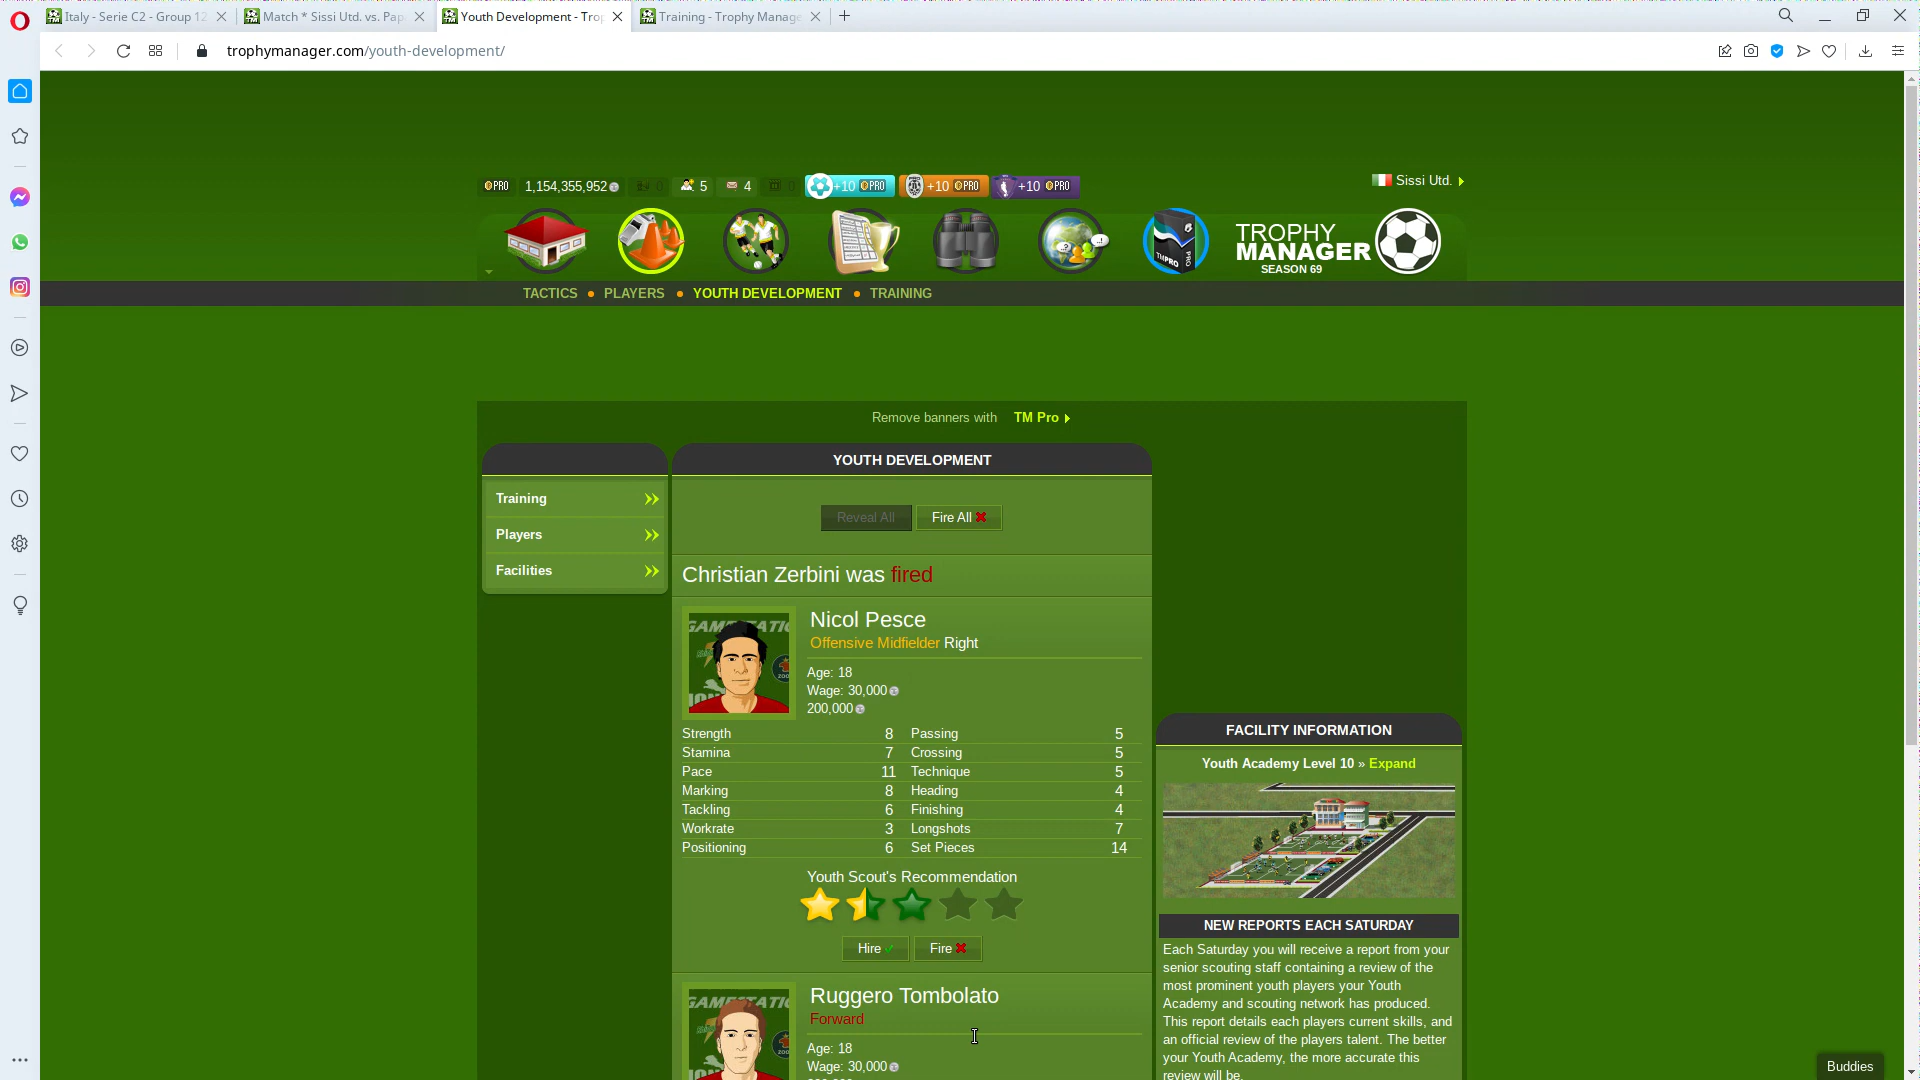 Italy - Serie C2 - Group 12
Match * Sissi Utd. vs. Pap
Youth Development - Tro
Training - Trophy Manage
trophymanager.com/youth-development/
PRO 1,154,355,952 0 5 4 0 +10 PRO +10 PRO +10 PRO
Sissi Utd.
TROPHY
MANAGER
SEASON 69
TACTICS PLAYERS YOUTH DEVELOPMENT TRAINING
Remove banners with TM Pro
YOUTH DEVELOPMENT
Training
Players
Facilities
Reveal All Fire All
Christian Zerbini was fired
Nicol Pesce
Offensive Midfielder Right
Age: 18
Wage: 30,000
200,000
Strength 8 Passing 5
Stamina 7 Crossing 5
Pace 11 Technique 5
Marking 8 Heading 4
Tackling 6 Finishing 4
Workrate 3 Longshots 7
Positioning 6 Set Pieces 14
Youth Scout's Recommendation
Hire Fire
Ruggero Tombolato
Forward
Age: 18
Wage: 30,000
FACILITY INFORMATION
Youth Academy Level 10 » Expand
NEW REPORTS EACH SATURDAY
Each Saturday you will receive a report from your
senior scouting staff containing a review of the
most prominent youth players your Youth
Academy and scouting network has produced.
This report details each players current skills, and
an official review of the players talent. The better
your Youth Academy, the more accurate this
review will be.
Buddies